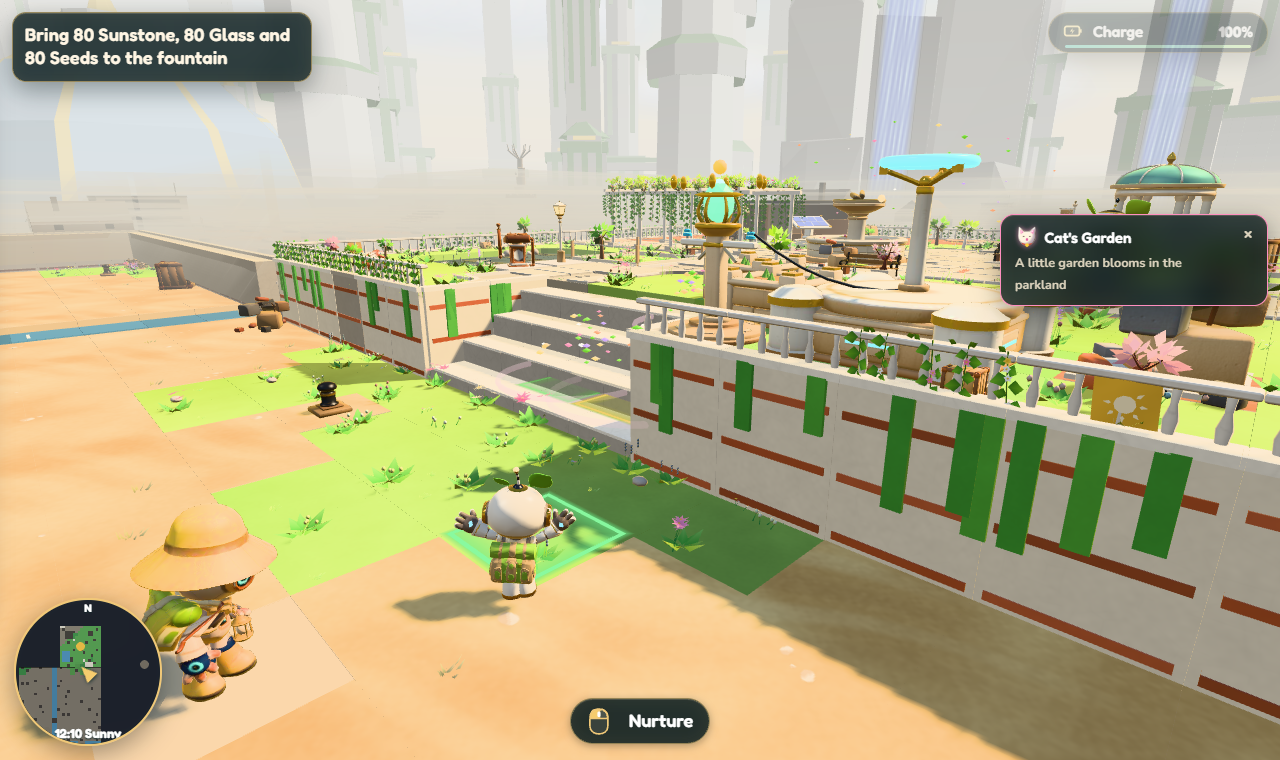 Bring 80 Sunstone, 80 Glass and
80 Seeds to the fountain
Charge 100%
Cat's Garden
A little garden blooms in the
parkland
N
12:10 Sunny
Nurture